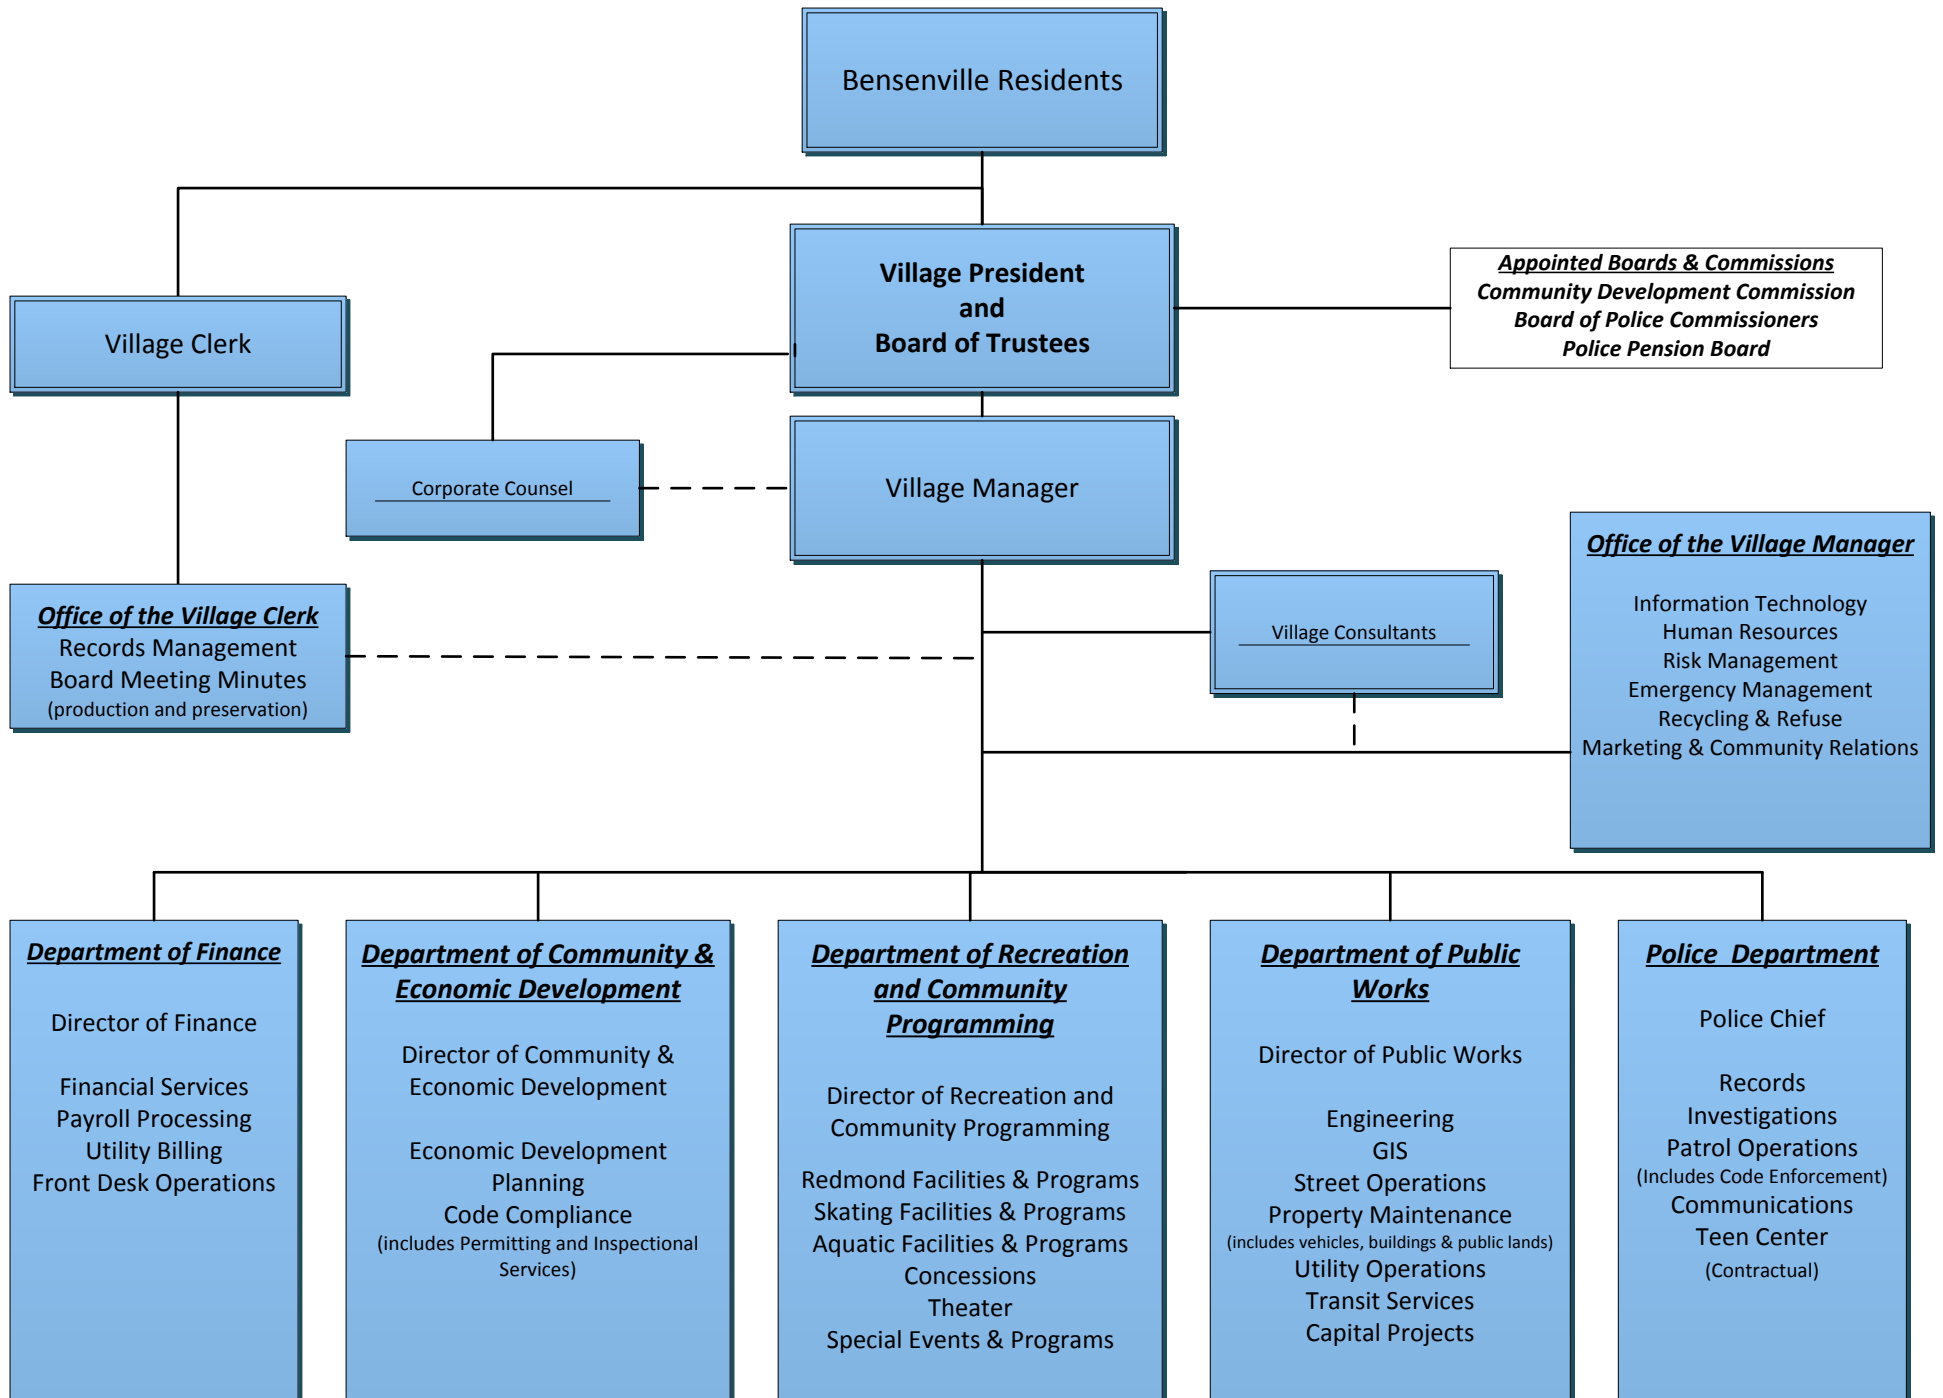 Bensenville Residents
Village President
and
Board of Trustees
Appointed Boards & Commissions
Community Development Commission
Board of Police Commissioners
Police Pension Board
Village Clerk
Corporate Counsel
Village Manager
Office of the Village Manager
Information Technology
Human Resources
Risk Management
Emergency Management
Recycling & Refuse
Marketing & Community Relations
Office of the Village Clerk
Records Management
Board Meeting Minutes
(production and preservation)
Village Consultants
Department of Finance
Director of Finance
Financial Services
Payroll Processing
Utility Billing
Front Desk Operations
Department of Community &
Economic Development
Director of Community &
Economic Development
Economic Development
Planning
Code Compliance
(includes Permitting and Inspectional
Services)
Department of Recreation
and Community
Programming
Director of Recreation and
Community Programming
Redmond Facilities & Programs
Skating Facilities & Programs
Aquatic Facilities & Programs
Concessions
Theater
Special Events & Programs
Department of Public
Works
Director of Public Works
Engineering
GIS
Street Operations
Property Maintenance
(includes vehicles, buildings & public lands)
Utility Operations
Transit Services
Capital Projects
Police  Department
Police Chief
Records
Investigations
Patrol Operations
(Includes Code Enforcement)
Communications
Teen Center
(Contractual)